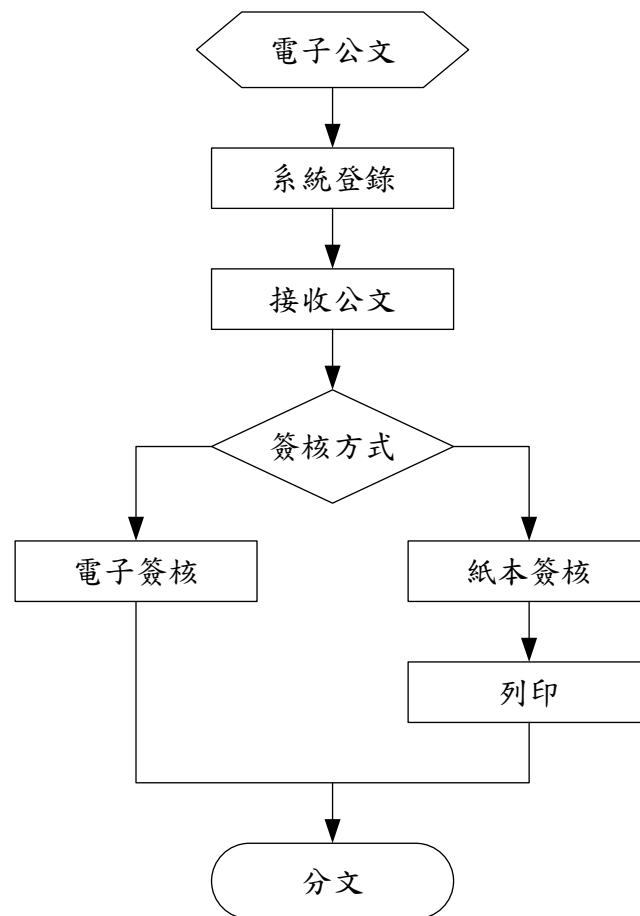 電子公文
系統登錄
接收公文
簽核方式
電子簽核
紙本簽核
列印
分文